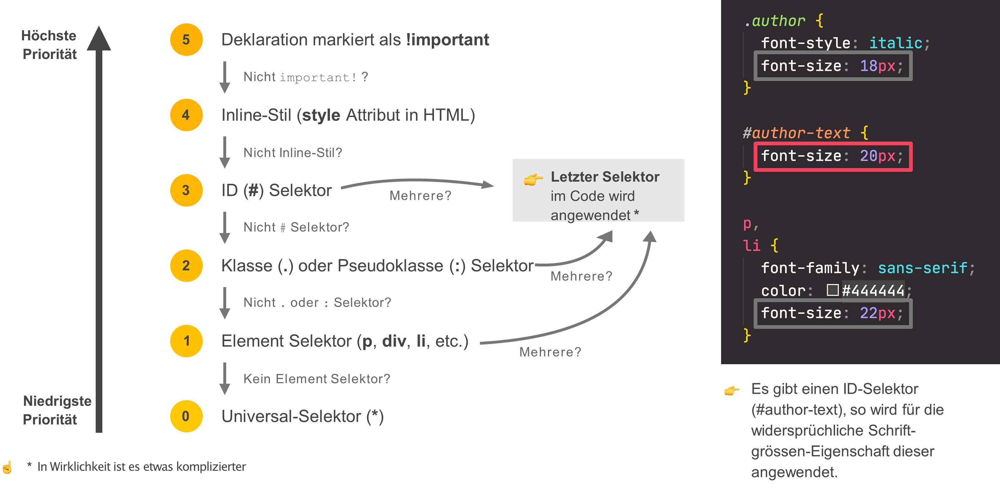 Höchste
Priorität
5
Deklaration markiert als !important
Nicht important! ?
4
Inline-Stil (style Attribut in HTML)
Nicht Inline-Stil?
3
ID (#) Selektor
Mehrere?
Nicht # Selektor?
2
Klasse (.) oder Pseudoklasse (:) Selektor
Mehrere?
Nicht . oder : Selektor?
1
Element Selektor (p, div, li, etc.)
Mehrere?
Kein Element Selektor?
0
Universal-Selektor (*)
Niedrigste
Priorität
👉 Letzter Selektor
im Code wird
angewendet *
☝ * In Wirklichkeit ist es etwas komplizierter
.author {
font-style: italic;
font-size: 18px;
}
#author-text {
font-size: 20px;
}
p,
li {
font-family: sans-serif;
color: #444444;
font-size: 22px;
}
👉 Es gibt einen ID-Selektor
(#author-text), so wird für die
widersprüchliche Schrift-
grössen-Eigenschaft dieser
angewendet.